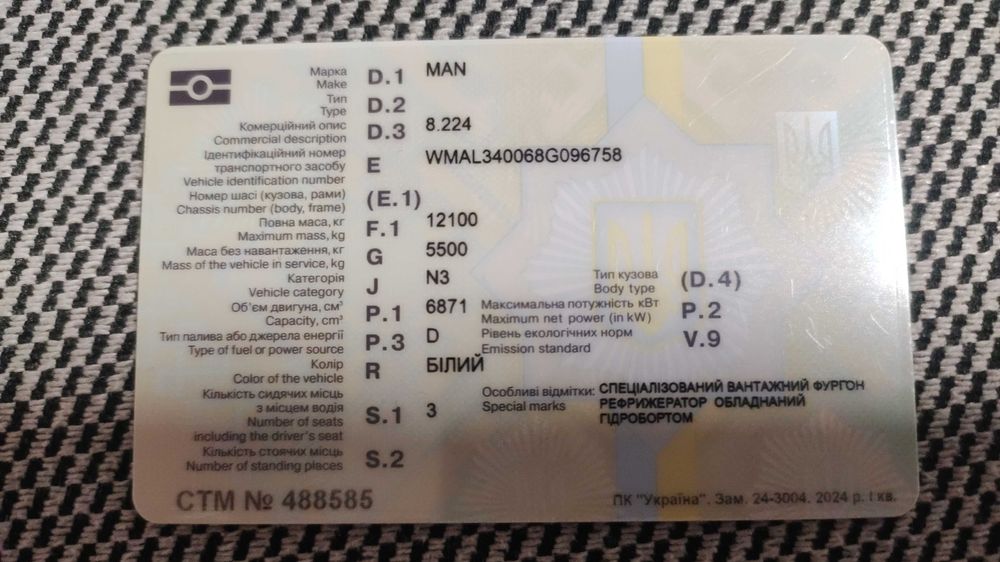 Марка
Make
D.1
MAN
Тип
Type
D.2
Комерційний опис
Commercial description
D.3
8.224
Ідентифікаційний номер
транспортного засобу
Vehicle identification number
E
WMAL340068G096758
Номер шасі (кузова, рами)
Chassis number (body, frame)
(E.1)
Повна маса, кг
Maximum mass, kg
F.1
12100
Маса без навантаження, кг
Mass of the vehicle in service, kg
G
5500
Категорія
Vehicle category
J
N3
Тип кузова
Body type
(D.4)
Об'єм двигуна, см³
Capacity, cm³
P.1
6871
Максимальна потужність кВт
Maximum net power (in kW)
P.2
Тип палива або джерела енергії
Type of fuel or power source
P.3
D
Рівень екологічних норм
Emission standard
V.9
Колір
Color of the vehicle
R
БІЛИЙ
Кількість сидячих місць
з місцем водія
Number of seats
including the driver's seat
S.1
3
Особливі відмітки:
Special marks
СПЕЦІАЛІЗОВАНИЙ ВАНТАЖНИЙ ФУРГОН
РЕФРИЖЕРАТОР ОБЛАДНАНИЙ
ГІДРОБОРТОМ
Кількість стоячих місць
Number of standing places
S.2
СТМ № 488585
ПК "Україна". Зам. 24-3004. 2024 р. І кв.